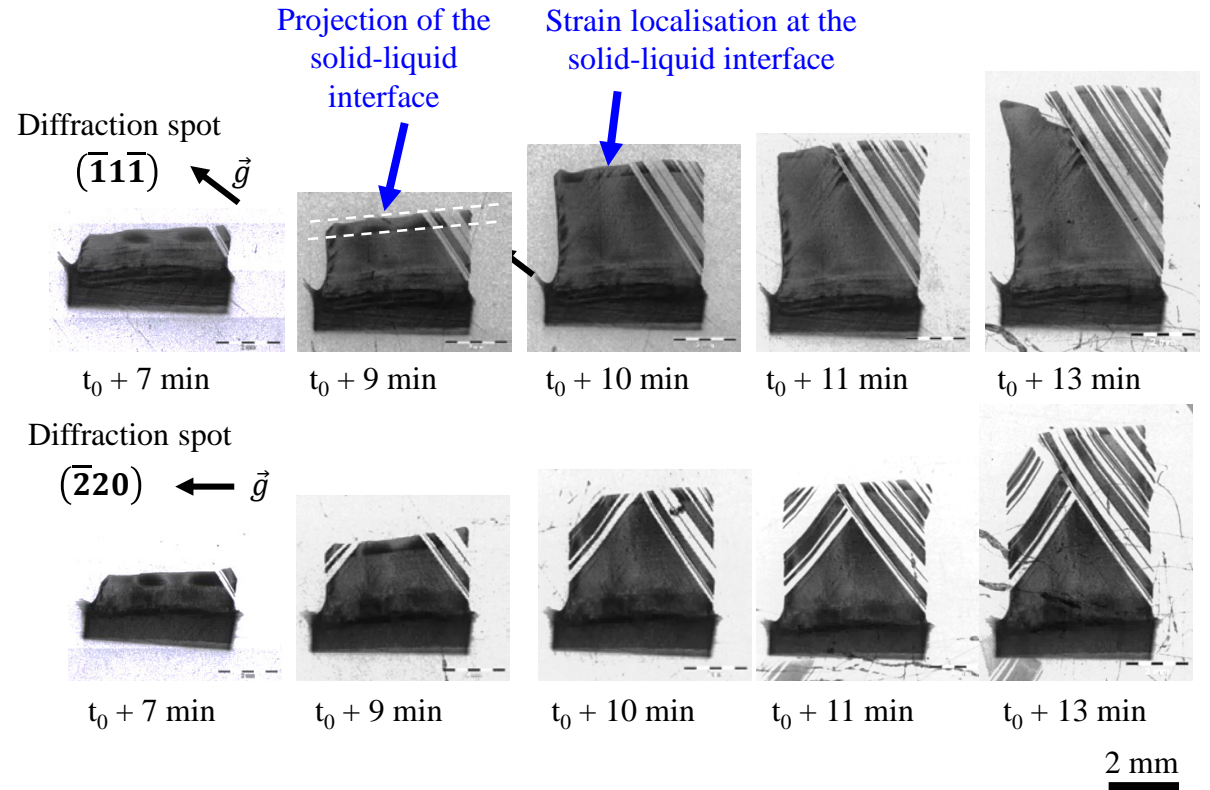 Projection of the
solid-liquid
interface
Strain localisation at the
solid-liquid interface
Diffraction spot
(1̅11̅) g⃗
t₀ + 7 min
t₀ + 9 min
t₀ + 10 min
t₀ + 11 min
t₀ + 13 min
Diffraction spot
(2̅20) g⃗
t₀ + 7 min
t₀ + 9 min
t₀ + 10 min
t₀ + 11 min
t₀ + 13 min
2 mm